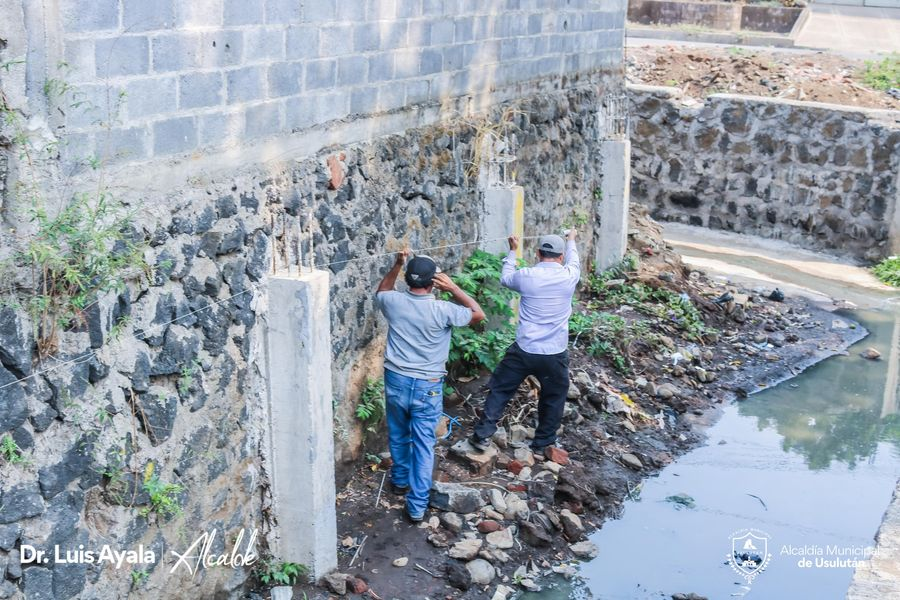 Dr. Luis Ayala | Alcalde
Alcaldía Municipal
de Usulután